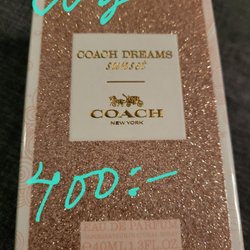 COACH DREAMS
sunset
COACH
NEW YORK
400:-
EAU DE PARFUM